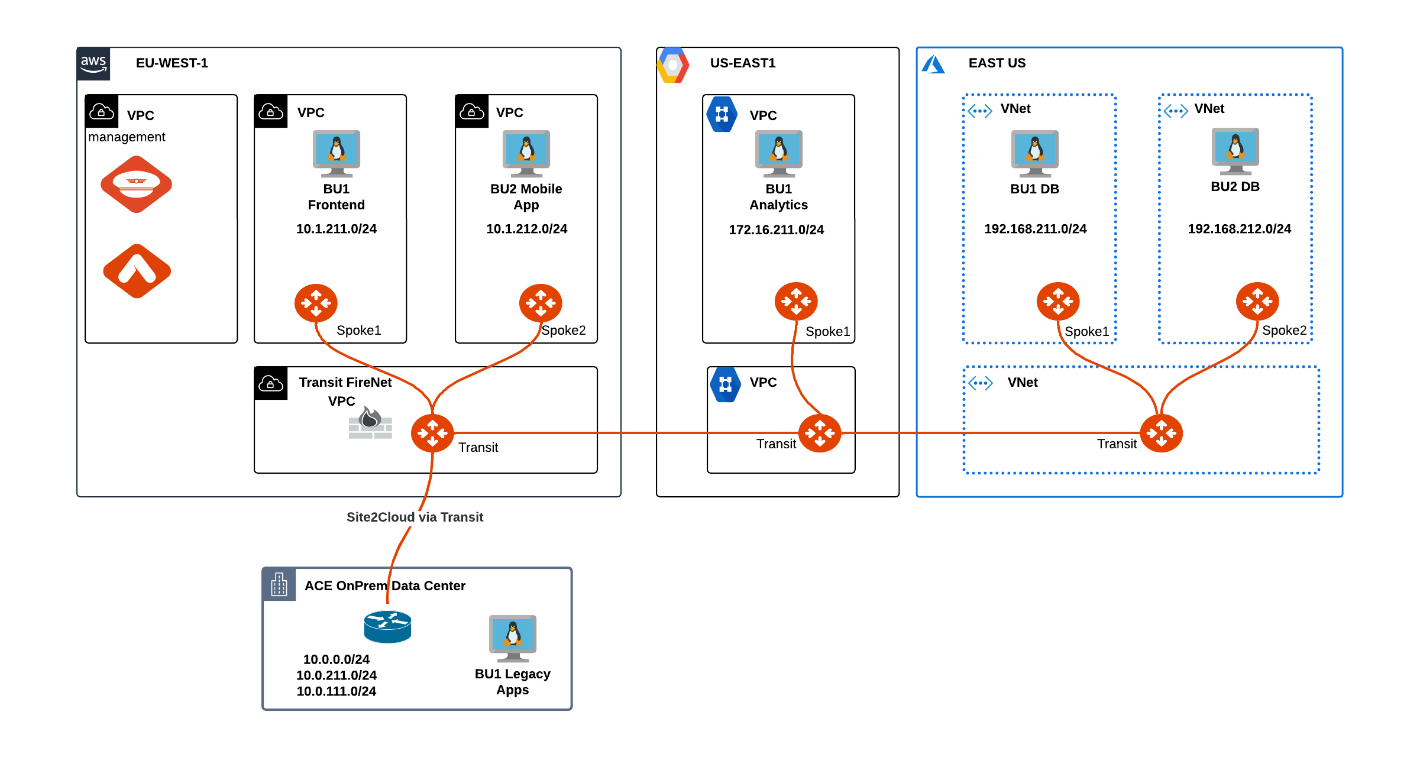 aws
EU-WEST-1
VPC
management
VPC
BU1
Frontend
10.1.211.0/24
Spoke1
VPC
BU2 Mobile
App
10.1.212.0/24
Spoke2
Transit FireNet
VPC
Transit
US-EAST1
VPC
BU1
Analytics
172.16.211.0/24
Spoke1
VPC
Transit
EAST US
VNet
BU1 DB
192.168.211.0/24
Spoke1
VNet
BU2 DB
192.168.212.0/24
Spoke2
VNet
Transit
Site2Cloud via Transit
ACE OnPrem Data Center
10.0.0.0/24
10.0.211.0/24
10.0.111.0/24
BU1 Legacy
Apps